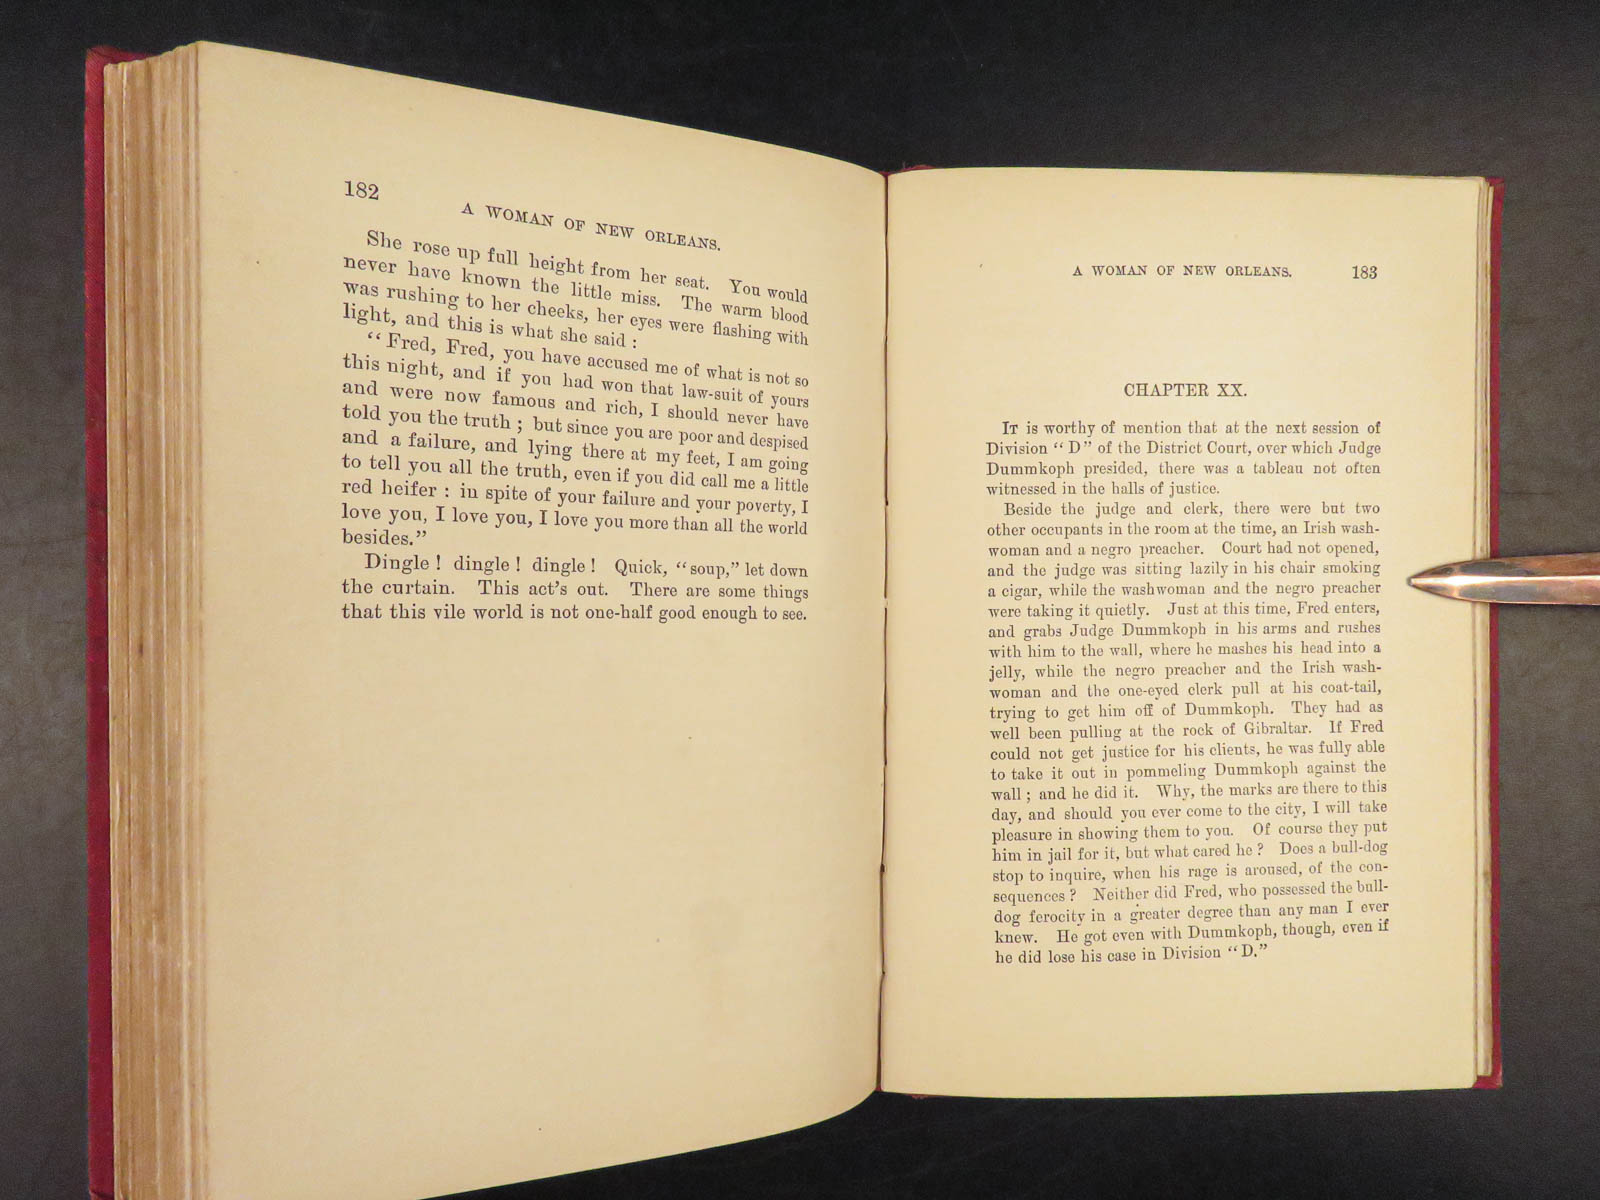 182
A WOMAN OF NEW ORLEANS.
She rose up full height from her seat. You would
never have known the little miss. The warm blood
was rushing to her cheeks, her eyes were flashing with
light, and this is what she said :
“Fred, Fred, you have accused me of what is not so
this night, and if you had won that law-suit of yours
and were now famous and rich, I should never have
told you the truth ; but since you are poor and despised
and a failure, and lying there at my feet, I am going
to tell you all the truth, even if you did call me a little
red heifer : in spite of your failure and your poverty, I
love you, I love you, I love you more than all the world
besides.”
Dingle ! dingle ! dingle ! Quick, “soup,” let down
the curtain. This act’s out. There are some things
that this vile world is not one-half good enough to see.
A WOMAN OF NEW ORLEANS. 183
CHAPTER XX.
IT is worthy of mention that at the next session of
Division “D” of the District Court, over which Judge
Dummkoph presided, there was a tableau not often
witnessed in the halls of justice.
Beside the judge and clerk, there were but two
other occupants in the room at the time, an Irish wash-
woman and a negro preacher. Court had not opened,
and the judge was sitting lazily in his chair smoking
a cigar, while the washwoman and the negro preacher
were taking it quietly. Just at this time, Fred enters,
and grabs Judge Dummkoph in his arms and rushes
with him to the wall, where he mashes his head into a
jelly, while the negro preacher and the Irish wash-
woman and the one-eyed clerk pull at his coat-tail,
trying to get him off of Dummkoph. They had as
well been pulling at the rock of Gibraltar. If Fred
could not get justice for his clients, he was fully able
to take it out in pommeling Dummkoph against the
wall ; and he did it. Why, the marks are there to this
day, and should you ever come to the city, I will take
pleasure in showing them to you. Of course they put
him in jail for it, but what cared he ? Does a bull-dog
stop to inquire, when his rage is aroused, of the con-
sequences ? Neither did Fred, who possessed the bull-
dog ferocity in a greater degree than any man I ever
knew. He got even with Dummkoph, though, even if
he did lose his case in Division “D.”